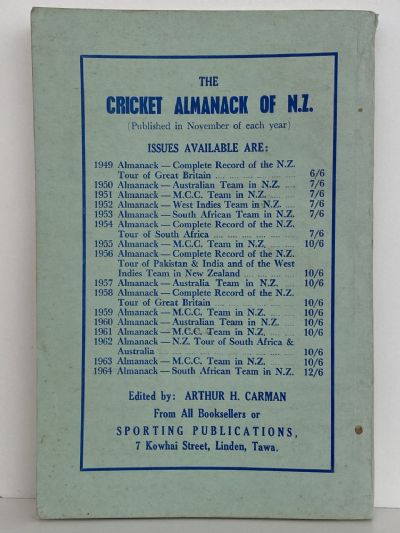 THE
CRICKET ALMANACK OF N.Z.
(Published in November of each year)
ISSUES AVAILABLE ARE:
1949 Almanack — Complete Record of the N.Z.
Tour of Great Britain .... 6/6
1950 Almanack — Australian Team in N.Z. .... 7/6
1951 Almanack — M.C.C. Team in N.Z. .... 7/6
1952 Almanack — West Indies Team in N.Z. .... 7/6
1953 Almanack — South African Team in N.Z. 7/6
1954 Almanack — Complete Record of the N.Z.
Tour of South Africa .... 7/6
1955 Almanack — M.C.C. Team in N.Z. .... 10/6
1956 Almanack — Complete Record of the N.Z.
Tour of Pakistan & India and of the West
Indies Team in New Zealand .... 10/6
1957 Almanack — Australia Team in N.Z. .... 10/6
1958 Almanack — Complete Record of the N.Z.
Tour of Great Britain .... 10/6
1959 Almanack — M.C.C. Team in N.Z. .... 10/6
1960 Almanack — Australian Team in N.Z. .... 10/6
1961 Almanack — M.C.C. Team in N.Z. .... 10/6
1962 Almanack — N.Z. Tour of South Africa &
Australia .... 10/6
1963 Almanack — M.C.C. Team in N.Z. .... 10/6
1964 Almanack — South African Team in N.Z. 12/6
Edited by: ARTHUR H. CARMAN
From All Booksellers or
SPORTING PUBLICATIONS,
7 Kowhai Street, Linden, Tawa.